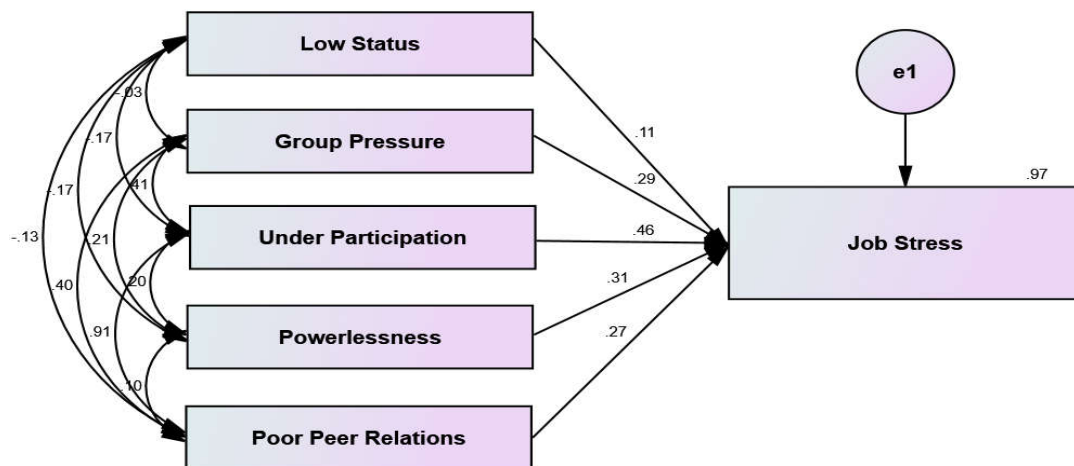 Low Status
e1
-.03
.11
-.17
Group Pressure
.97
.29
-.17
.41
-.13
.21
Under Participation
.46
Job Stress
.40
.20
.31
.91
Powerlessness
.27
.10
Poor Peer Relations